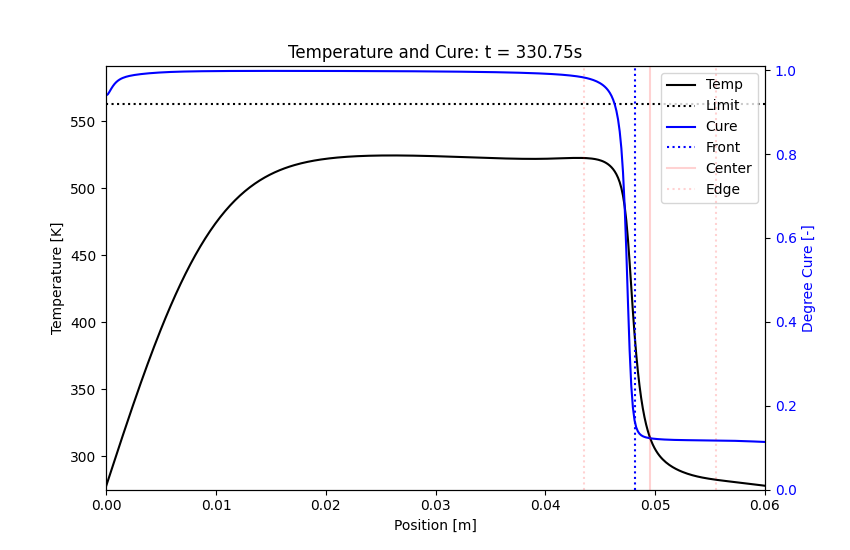 Temperature and Cure: t = 330.75s
Temperature [K]
550
500
450
400
350
300
Temp
Limit
Cure
Front
Center
Edge
1.0
0.8
0.6
0.4
0.2
0.0
Degree Cure [-]
0.00 0.01 0.02 0.03 0.04 0.05 0.06
Position [m]